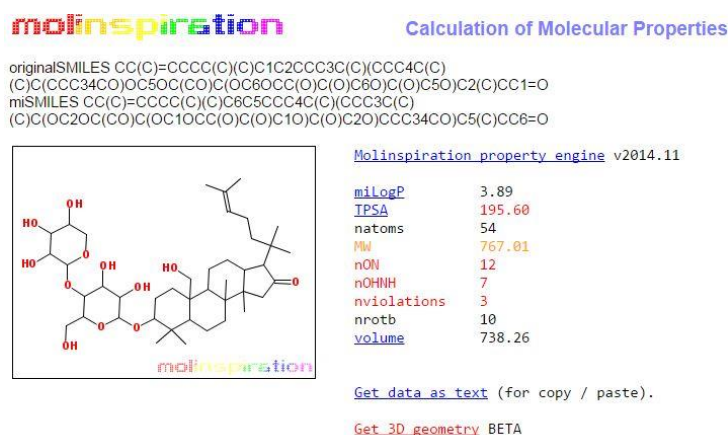 molinspiration
Calculation of Molecular Properties
originalSMILES CC(C)=CCCC(C)(C)C1C2CCC3C(C)(CCC4C(C)
(C)C(CCC34CO)OC5OC(CO)C(OC6OCC(O)C(O)C6O)C(O)C5O)C2(C)CC1=O
miSMILES CC(C)=CCCC(C)(C)C6C5CCC4C(C)(CCC3C(C)
(C)C(OC2OC(CO)C(OC1OCC(O)C(O)C1O)C(O)C2O)CCC34CO)C5(C)CC6=O
Molinspiration property engine v2014.11
miLogP 3.89
TPSA 195.60
natoms 54
MW 767.01
nON 12
nOHNH 7
nviolations 3
nrotb 10
volume 738.26
Get data as text (for copy / paste).
Get 3D geometry BETA
OH
HO
HO
O
OH
OH
HO
HO
O
O
O
O
OH
O
molinspiration